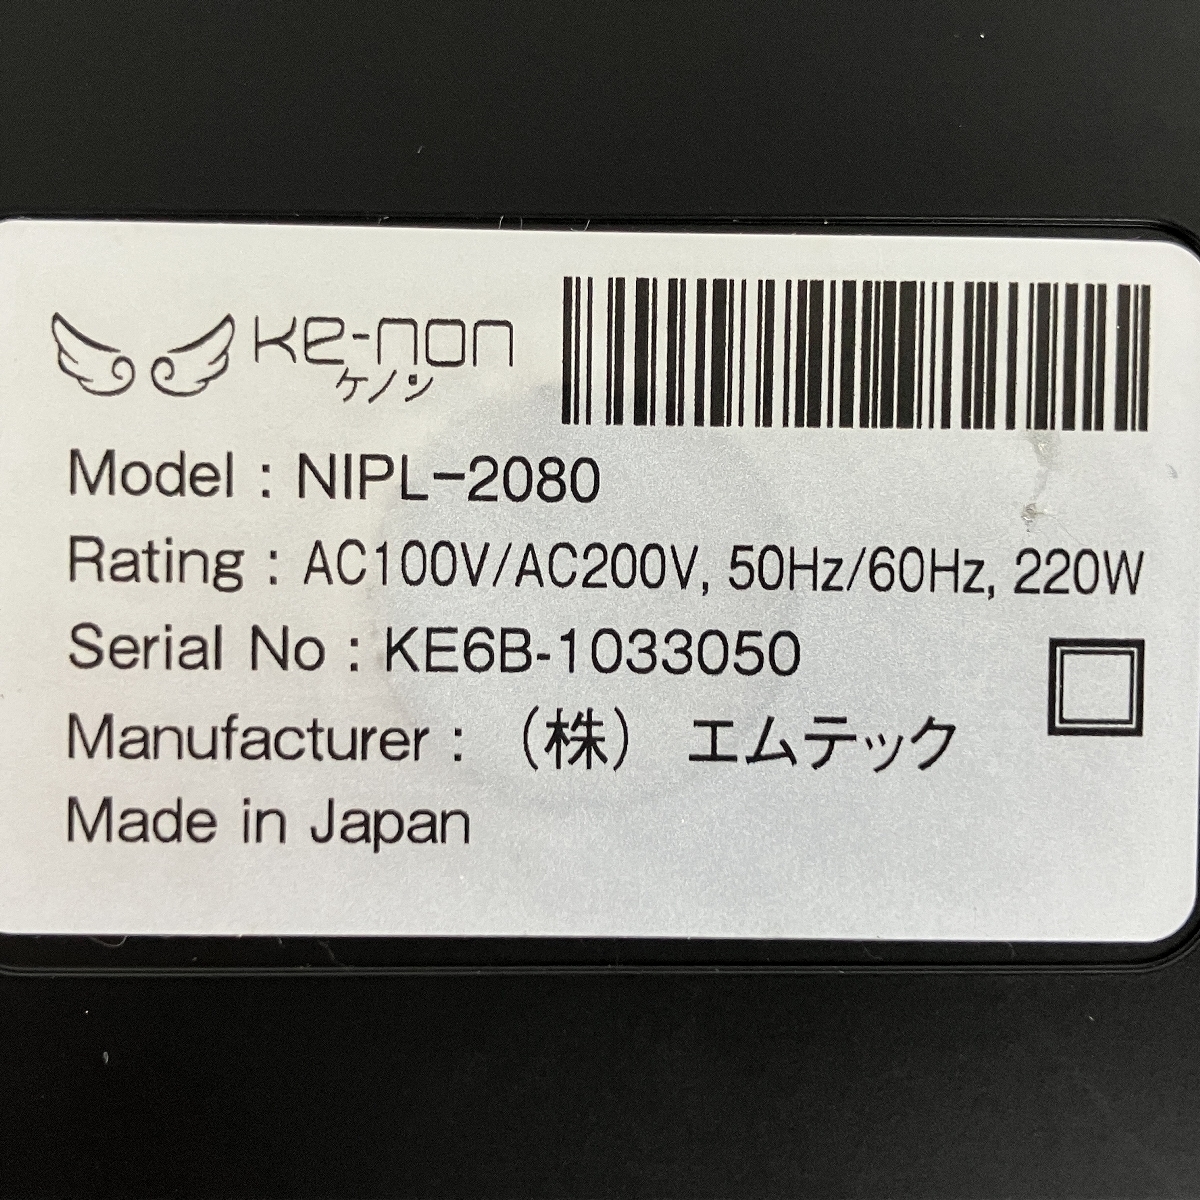 Ke-non
ケノン
Model : NIPL-2080
Rating : AC100V/AC200V, 50Hz/60Hz, 220W
Serial No : KE6B-1033050
Manufacturer : （株） エムテック
Made in Japan